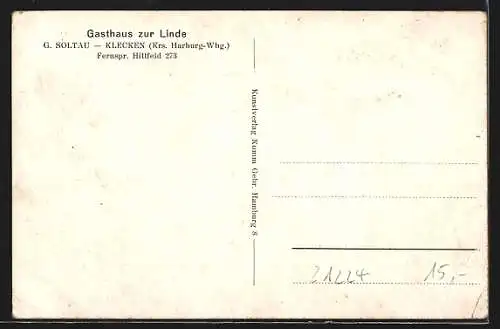 Gasthaus zur Linde
G. SOLTAU — KLECKEN (Krs. Harburg-Wbg.)
Fernspr. Hittfeld 273
Kunstverlag Kumm Gebr. Hamburg 8
21224 15,-